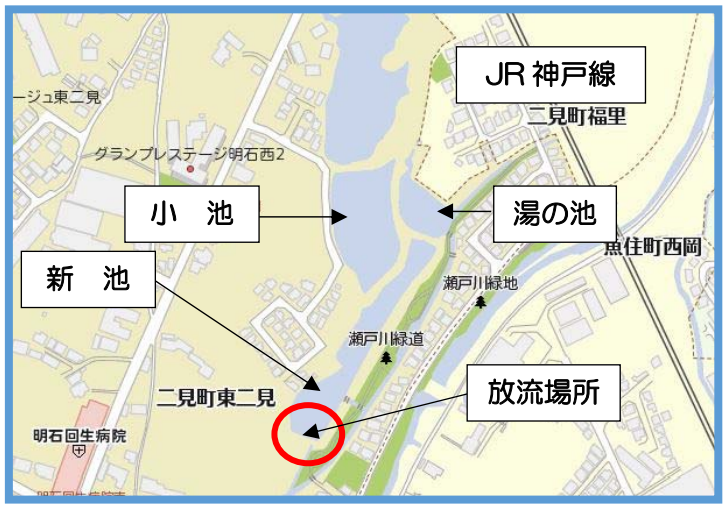 JR 神戸線
ージュ東二見
二見町福里
グランプレステージ明石西2
小 池
湯の池
魚住町西岡
新 池
瀬戸川緑地
瀬戸川緑道
放流場所
二見町東二見
明石回生病院